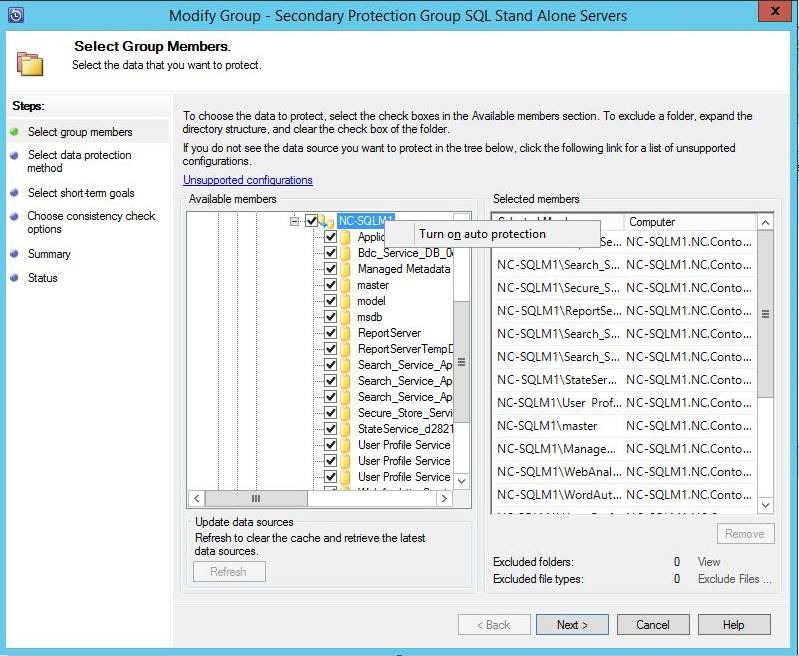 Modify Group - Secondary Protection Group SQL Stand Alone Servers
x
Select Group Members.
Select the data that you want to protect.
Steps:
Select group members
Select data protection
method
Select short-term goals
Choose consistency check
options
Summary
Status
To choose the data to protect, select the check boxes in the Available members section. To exclude a folder, expand the
directory structure, and clear the check box of the folder.
If you do not see the data source you want to protect in the tree below, click the following link for a list of unsupported
configurations.
Unsupported configurations
Available members
NC-SQLM1
Turn on auto protection
Applic
Bdc_Service_DB_0
Managed Metadata
master
model
msdb
ReportServer
ReportServerTempD
Search_Service_Ap
Search_Service_Ap
Search_Service_Ap
Secure_Store_Servi
StateService_d2821
User Profile Service
User Profile Service
User Profile Service
Update data sources
Refresh to clear the cache and retrieve the latest
data sources.
Refresh
Selected members
Computer
Se... NC-SQLM1.NC.Conto...
NC-SQLM1\Search_S... NC-SQLM1.NC.Conto...
NC-SQLM1\Secure_S... NC-SQLM1.NC.Conto...
NC-SQLM1\ReportSe... NC-SQLM1.NC.Conto...
NC-SQLM1\Search_S... NC-SQLM1.NC.Conto...
NC-SQLM1\Search_S... NC-SQLM1.NC.Conto...
NC-SQLM1\StateSer... NC-SQLM1.NC.Conto...
NC-SQLM1\User Prof... NC-SQLM1.NC.Conto...
NC-SQLM1\master NC-SQLM1.NC.Conto...
NC-SQLM1\Manage... NC-SQLM1.NC.Conto...
NC-SQLM1\WebAnal... NC-SQLM1.NC.Conto...
NC-SQLM1\WordAut... NC-SQLM1.NC.Conto...
Remove
Excluded folders: 0 View
Excluded file types: 0 Exclude Files ...
< Back
Next >
Cancel
Help